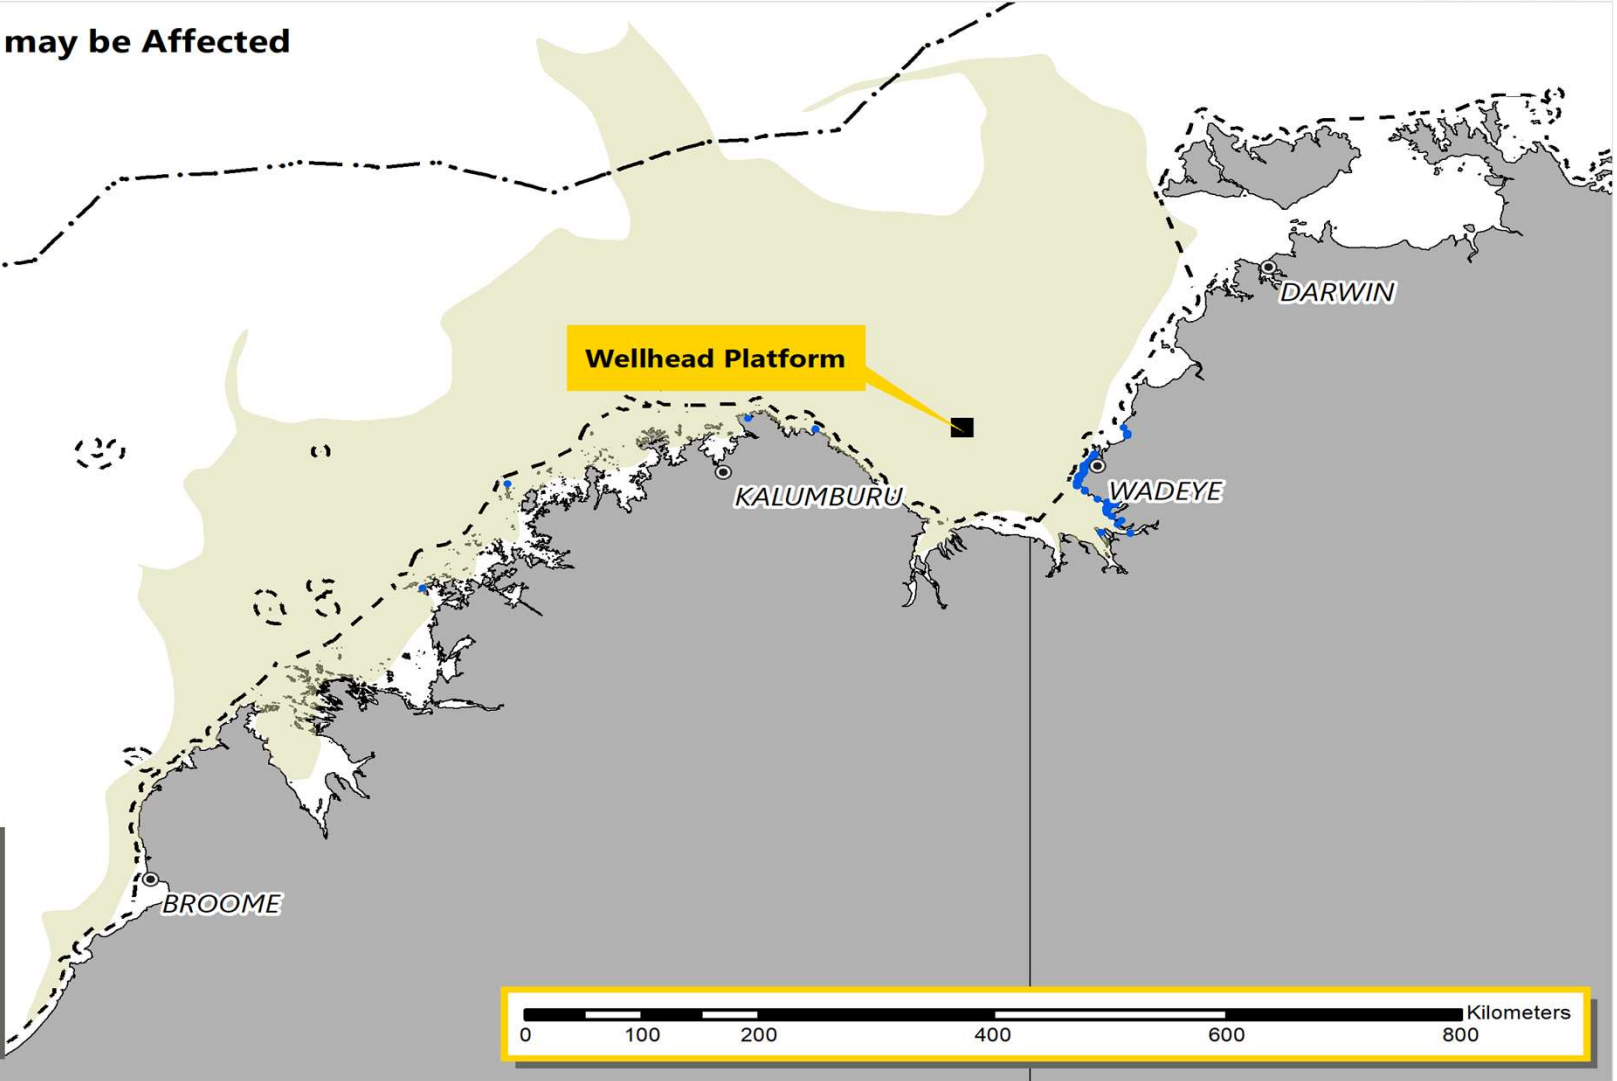 may be Affected
DARWIN
Wellhead Platform
KALUMBURU
WADEYE
BROOME
Kilometers
0 100 200 400 600 800